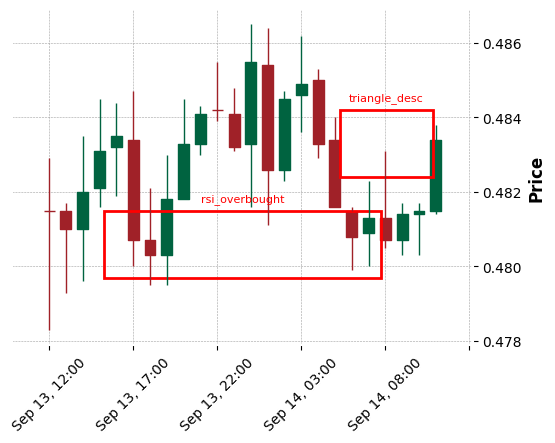 0.486
triangle_desc
0.484
rsi_overbought
0.482
0.480
0.478
Price
Sep 13, 12:00
Sep 13, 17:00
Sep 13, 22:00
Sep 14, 03:00
Sep 14, 08:00